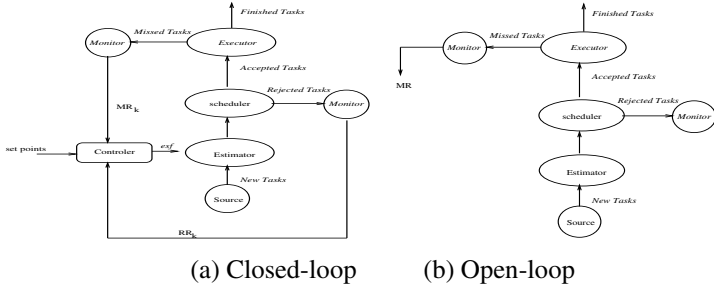 Finished Tasks
Monitor
Missed Tasks
Executor
Accepted Tasks
MR k
scheduler
Rejected Tasks
Monitor
set points
Controler
esf
Estimator
New Tasks
Source
RR k
(a) Closed-loop
Finished Tasks
Monitor
Missed Tasks
Executor
MR
Accepted Tasks
scheduler
Rejected Tasks
Monitor
Estimator
New Tasks
Source
(b) Open-loop